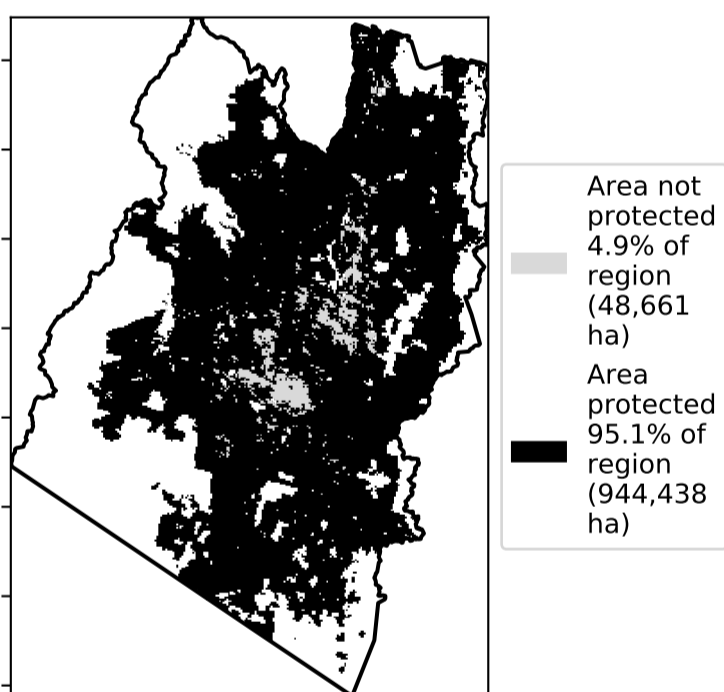 Area not
protected
4.9% of
region
(48,661
ha)
Area
protected
95.1% of
region
(944,438
ha)